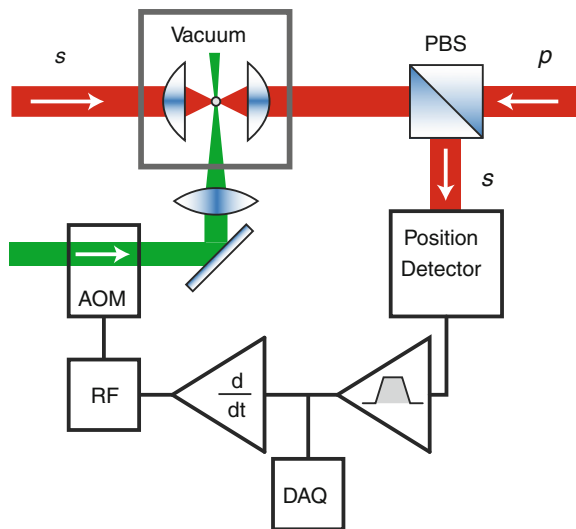 Vacuum
PBS
s
p
s
Position
Detector
AOM
RF
d
dt
DAQ